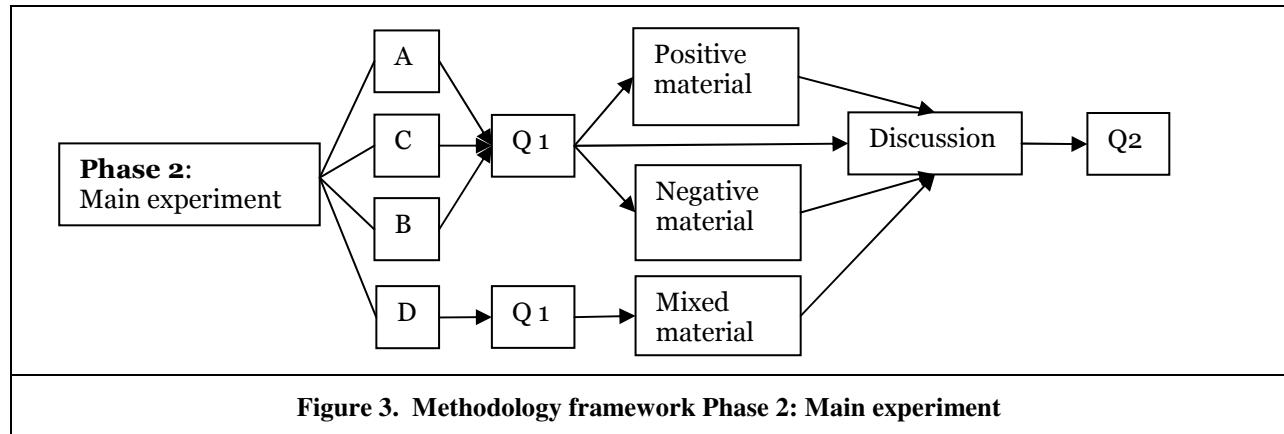 Phase 2:
Main experiment
A
C
B
D
Q 1
Q 1
Positive
material
Negative
material
Mixed
material
Discussion
Q2
Figure 3. Methodology framework Phase 2: Main experiment